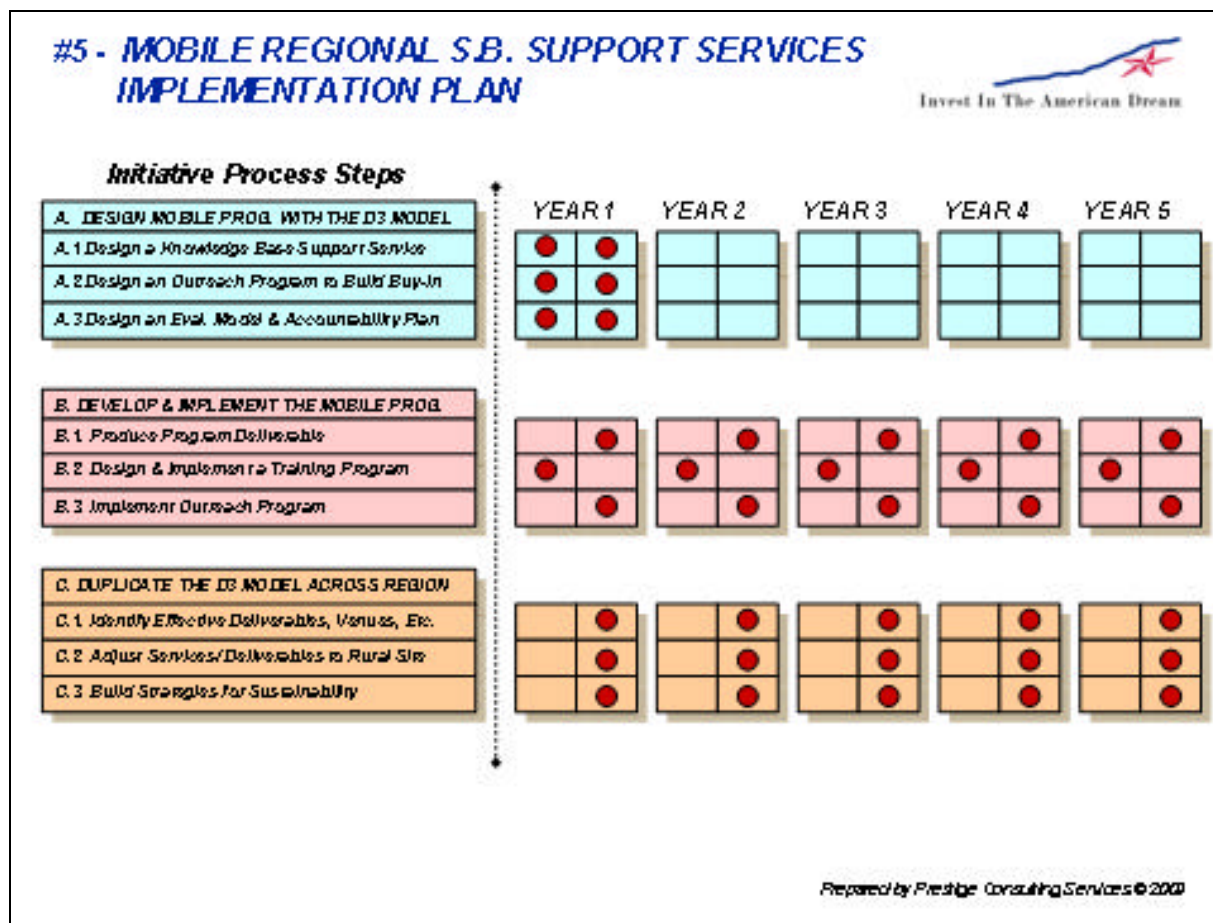 #5 - MOBILE REGIONAL S.B. SUPPORT SERVICES
IMPLEMENTATION PLAN
Invest In The American Dream
Initiative Process Steps
YEAR 1
YEAR 2
YEAR 3
YEAR 4
YEAR 5
A. DESIGN MOBILE PROG. WITH THE D3 MODEL
A.1 Design a Knowledge Base Support Service
A.2 Design an Outreach Program to Build Buy-In
A.3 Design an Eval. Model & Accountability Plan
B. DEVELOP & IMPLEMENT THE MOBILE PROG.
B.1 Produce Program Deliverable
B.2 Design & Implement a Training Program
B.3 Implement Outreach Program
C. DUPLICATE THE D3 MODEL ACROSS REGION
C.1 Identify Effective Deliverables, Venues, Etc.
C.2 Adjust Services/Deliverables to Rural Site
C.3 Build Strategies for Sustainability
Prepared by Prestige Consulting Services ©